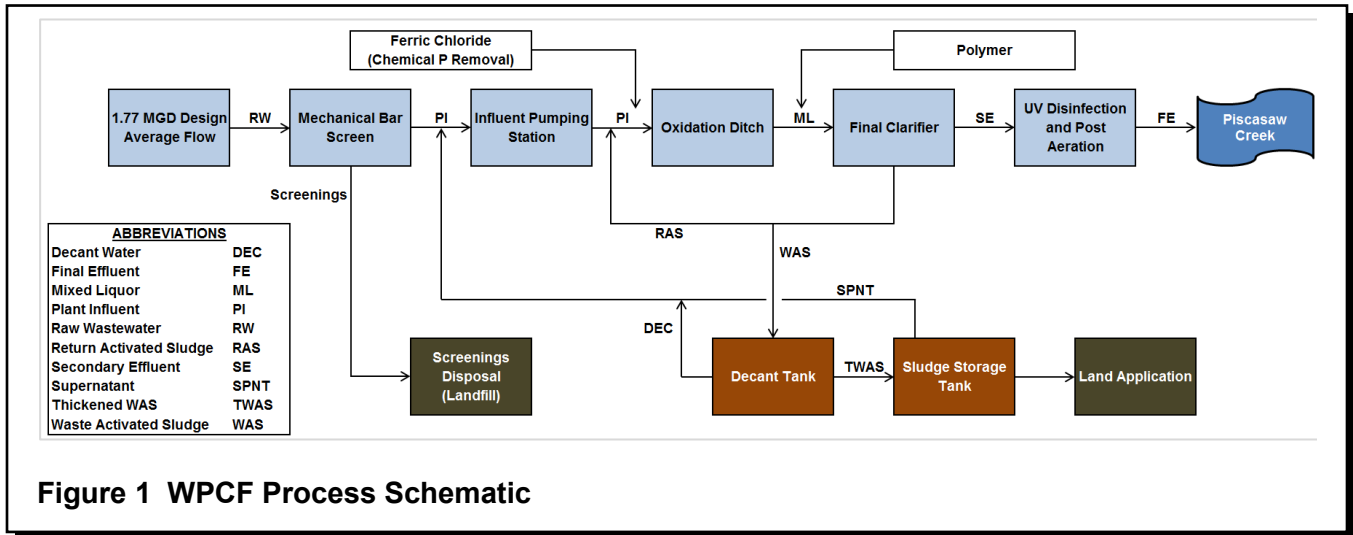 Ferric Chloride
(Chemical P Removal)
Polymer
1.77 MGD Design
Average Flow
RW
Mechanical Bar
Screen
PI
Influent Pumping
Station
PI
Oxidation Ditch
ML
Final Clarifier
SE
UV Disinfection
and Post
Aeration
FE
Piscasaw
Creek
Screenings
RAS
WAS
SPNT
DEC
ABBREVIATIONS
Decant Water DEC
Final Effluent FE
Mixed Liquor ML
Plant Influent PI
Raw Wastewater RW
Return Activated Sludge RAS
Secondary Effluent SE
Supernatant SPNT
Thickened WAS TWAS
Waste Activated Sludge WAS
Screenings
Disposal
(Landfill)
Decant Tank
TWAS
Sludge Storage
Tank
Land Application
Figure 1 WPCF Process Schematic